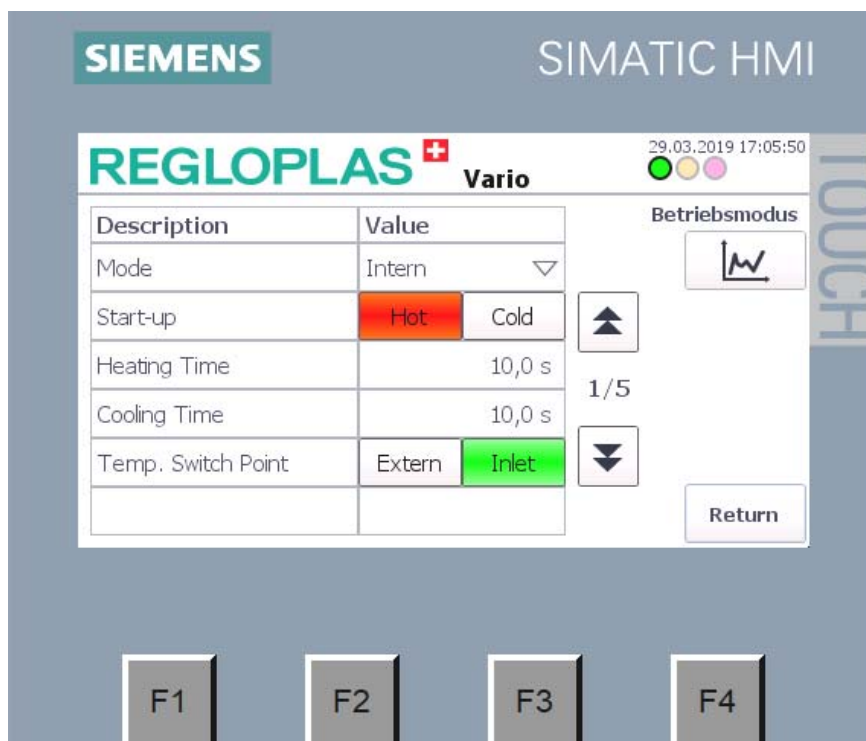 SIEMENS
SIMATIC HMI
TOUCH
REGLOPLAS Vario
29.03.2019 17:05:50
Betriebsmodus
Description Value
Mode Intern
Start-up Hot Cold
Heating Time 10,0 s
1/5
Cooling Time 10,0 s
Temp. Switch Point Extern Inlet
Return
F1 F2 F3 F4